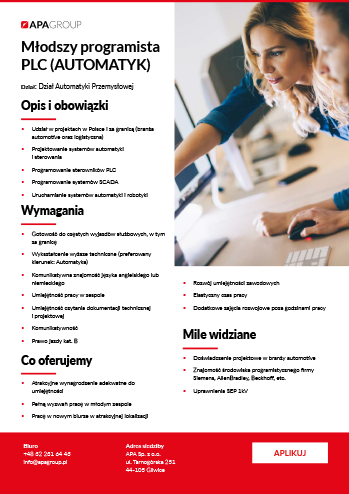 APAGROUP
Młodszy programista
PLC (AUTOMATYK)
Dział: Dział Automatyki Przemysłowej
Opis i obowiązki
Udział w projektach w Polsce i za granicą (branża
automotive oraz logistyczna)
Projektowanie systemów automatyki
i sterowania
Programowanie sterowników PLC
Programowanie systemów SCADA
Uruchamianie systemów automatyki i robotyki
Wymagania
Gotowość do częstych wyjazdów służbowych, w tym
za granicę
Wykształcenie wyższe techniczne (preferowany
kierunek: Automatyka)
Komunikatywna znajomość języka angielskiego lub
niemieckiego
Umiejętność pracy w zespole
Umiejętność czytania dokumentacji technicznej
i projektowej
Komunikatywność
Prawo jazdy kat. B
Co oferujemy
Atrakcyjne wynagrodzenie adekwatne do
umiejętności
Pełną wyzwań pracę w młodym zespole
Pracę w nowym biurze w atrakcyjnej lokalizacji
Rozwój umiejętności zawodowych
Elastyczny czas pracy
Dodatkowe zajęcia rozwojowe poza godzinami pracy
Mile widziane
Doświadczenie projektowe w branży automotive
Znajomość środowiska programistycznego firmy
Siemens, AllenBradley, Beckhoff, etc.
Uprawnienia SEP 1kV
Biuro
+48 32 231 64 43
info@apagroup.pl
Adres siedziby
APA Sp. z o.o.
ul. Tarnogórska 251
44-105 Gliwice
APLIKUJ